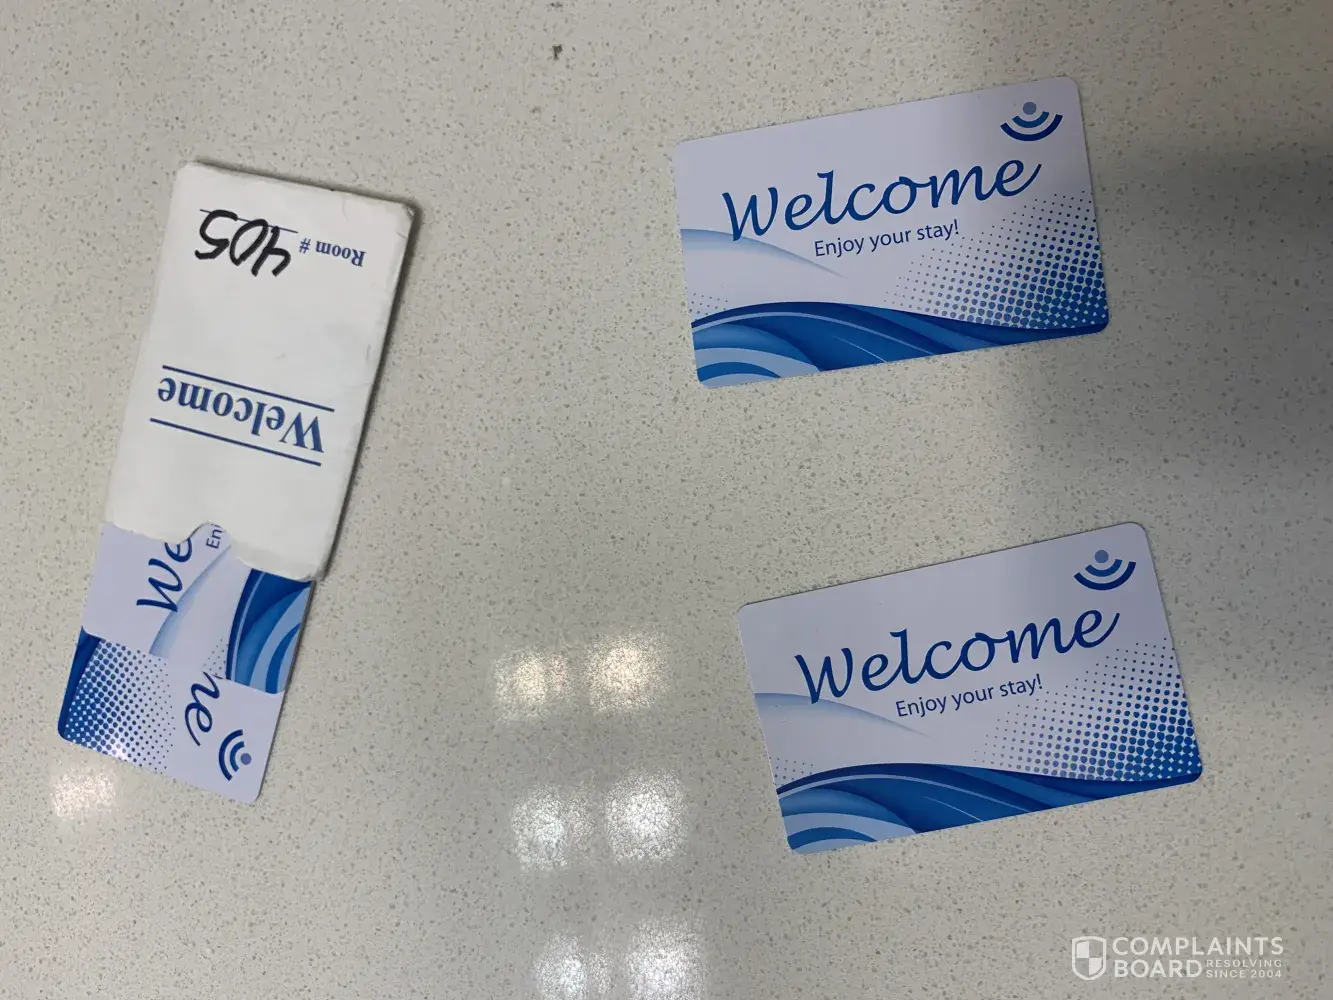 Room # 405
Welcome
We
En
me
Welcome
Enjoy your stay!
Welcome
Enjoy your stay!
COMPLAINTS
BOARD RESOLVING
SINCE 2004